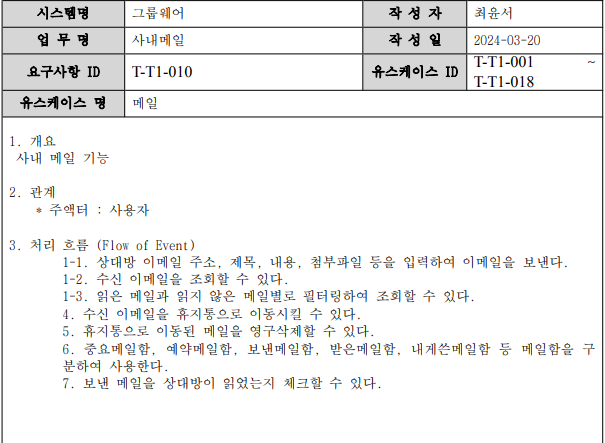 시스템명 그룹웨어 작 성 자 최윤서
업 무 명 사내메일 작 성 일 2024-03-20
요구사항 ID T-T1-010 유스케이스 ID T-T1-001 ~
T-T1-018
유스케이스 명 메일
1. 개요
사내 메일 기능
2. 관계
* 주액터 : 사용자
3. 처리 흐름 (Flow of Event)
1-1. 상대방 이메일 주소, 제목, 내용, 첨부파일 등을 입력하여 이메일을 보낸다.
1-2. 수신 이메일을 조회할 수 있다.
1-3. 읽은 메일과 읽지 않은 메일별로 필터링하여 조회할 수 있다.
4. 수신 이메일을 휴지통으로 이동시킬 수 있다.
5. 휴지통으로 이동된 메일을 영구삭제할 수 있다.
6. 중요메일함, 예약메일함, 보낸메일함, 받은메일함, 내게쓴메일함 등 메일함을 구
분하여 사용한다.
7. 보낸 메일을 상대방이 읽었는지 체크할 수 있다.